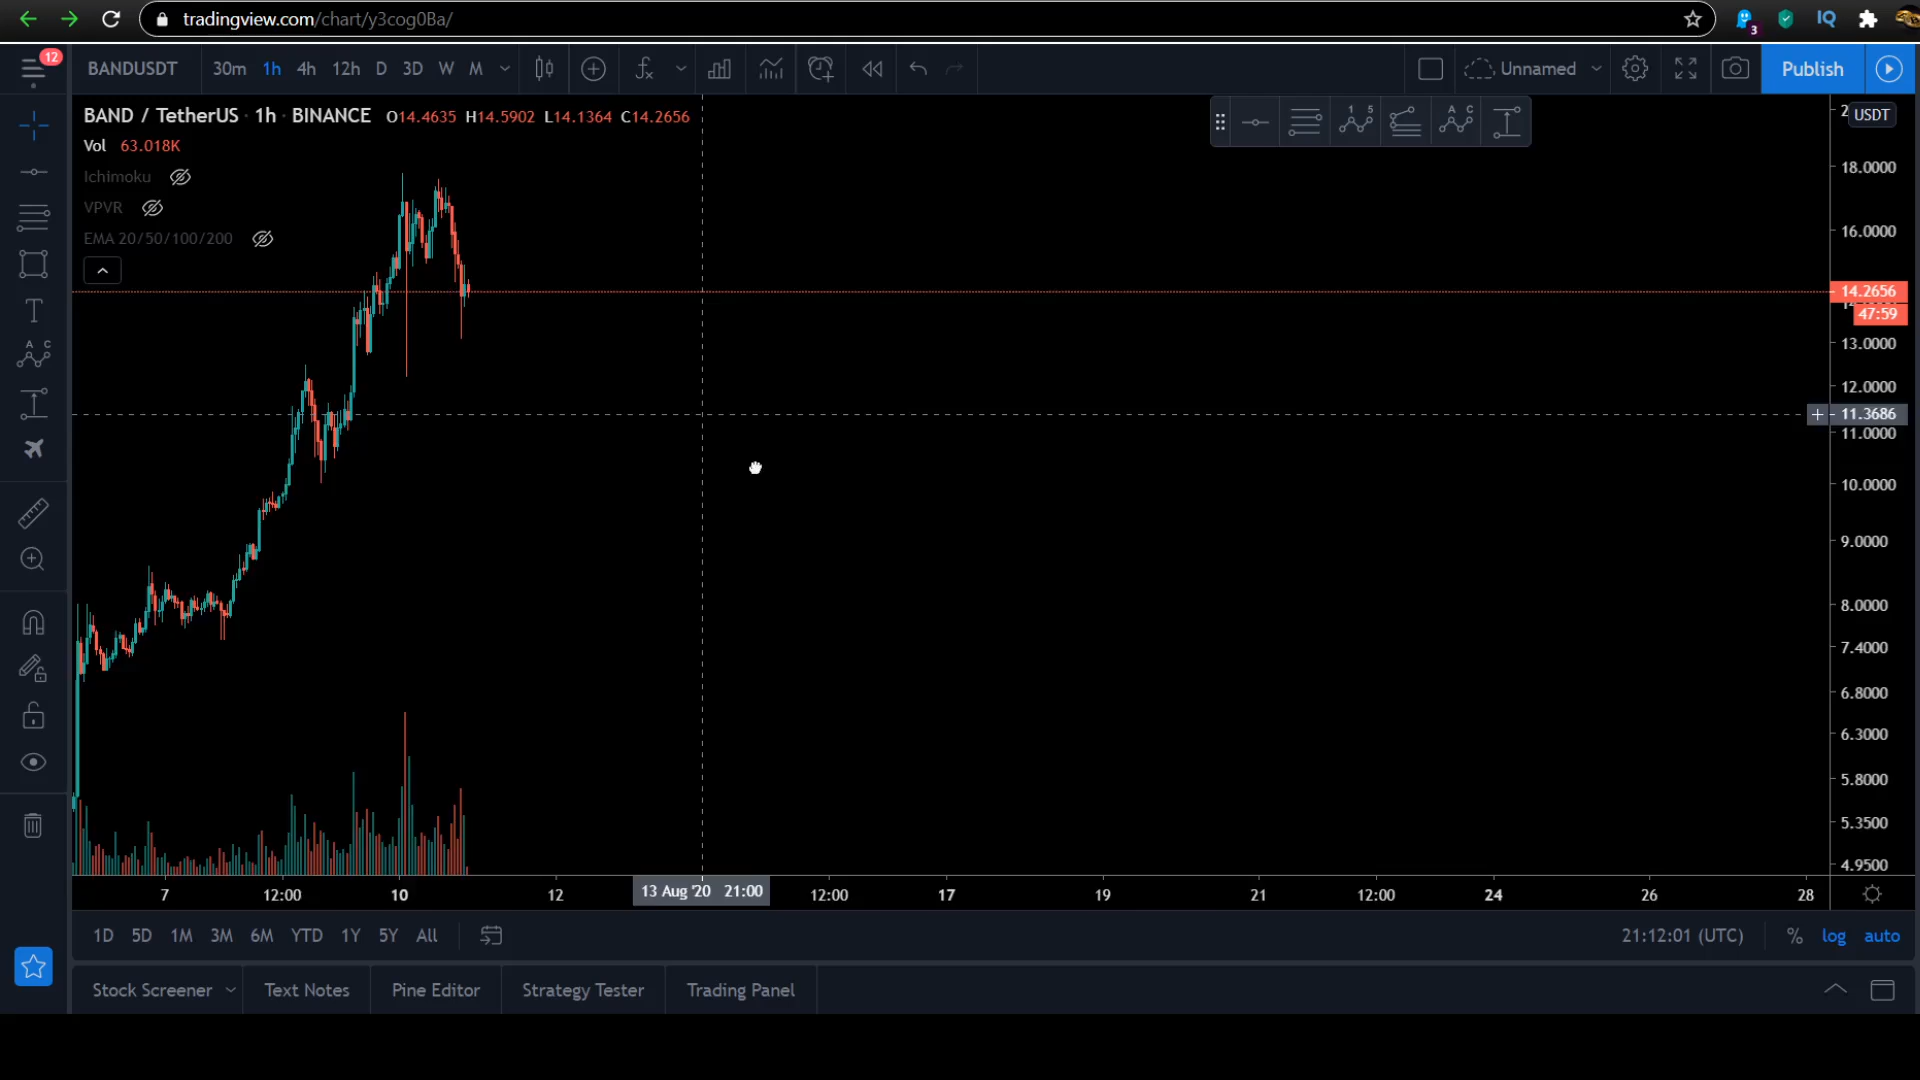 tradingview.com/chart/y3cog0Ba/
3
IQ
12
BANDUSDT 30m 1h 4h 12h D 3D W M
Unnamed
Publish
BAND / TetherUS · 1h · BINANCE O14.4635 H14.5902 L14.1364 C14.2656
Vol 63.018K
Ichimoku
VPVR
EMA 20/50/100/200
1 5
A C
USDT
T
A C
18.0000
16.0000
14.2656
47:59
13.0000
12.0000
11.3686
11.0000
10.0000
9.0000
8.0000
7.4000
6.8000
6.3000
5.8000
5.3500
4.9500
7 12:00 10 12 13 Aug '20 21:00 12:00 17 19 21 12:00 24 26 28
1D 5D 1M 3M 6M YTD 1Y 5Y All
21:12:01 (UTC) % log auto
Stock Screener Text Notes Pine Editor Strategy Tester Trading Panel